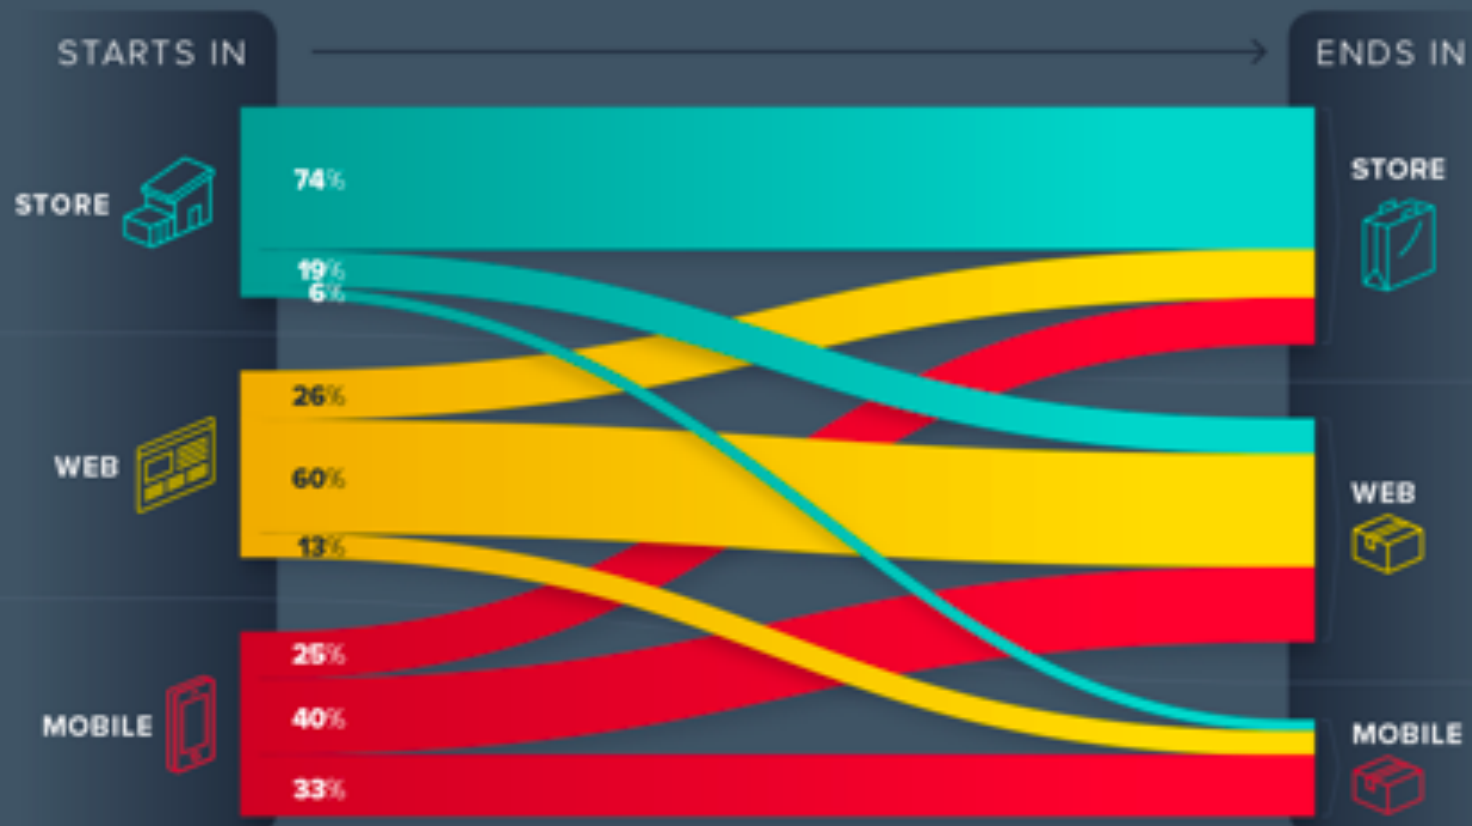 STARTS IN
ENDS IN
STORE
74%
19%
6%
STORE
WEB
26%
60%
13%
WEB
MOBILE
25%
40%
33%
MOBILE